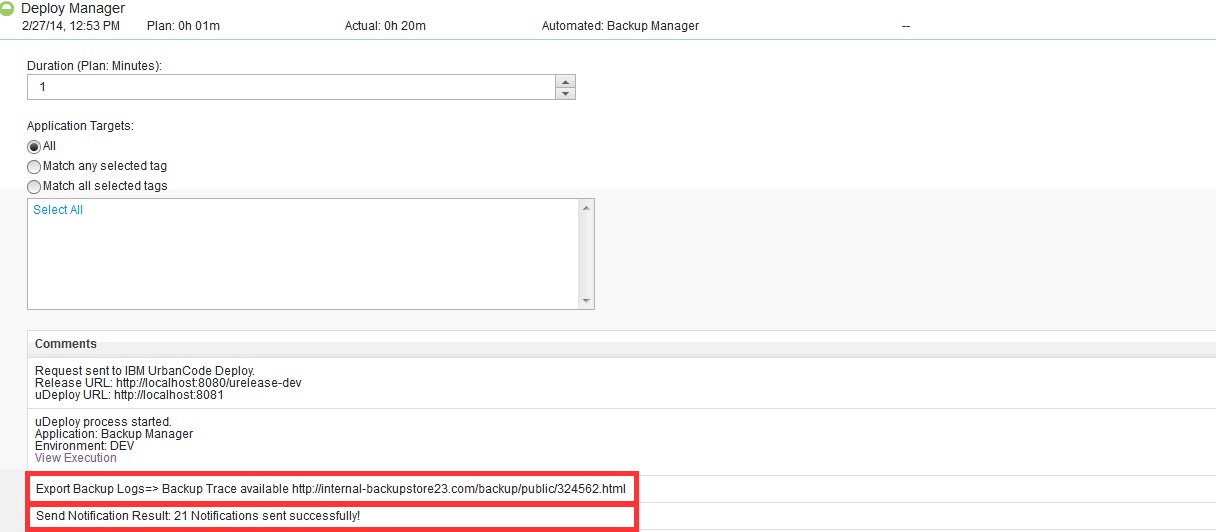 Deploy Manager
2/27/14, 12:53 PM Plan: 0h 01m Actual: 0h 20m Automated: Backup Manager --
Duration (Plan: Minutes):
1
Application Targets:
All
Match any selected tag
Match all selected tags
Select All
Comments
Request sent to IBM UrbanCode Deploy.
Release URL: http://localhost:8080/urelease-dev
uDeploy URL: http://localhost:8081
uDeploy process started.
Application: Backup Manager
Environment: DEV
View Execution
Export Backup Logs=> Backup Trace available http://internal-backupstore23.com/backup/public/324562.html
Send Notification Result: 21 Notifications sent successfully!